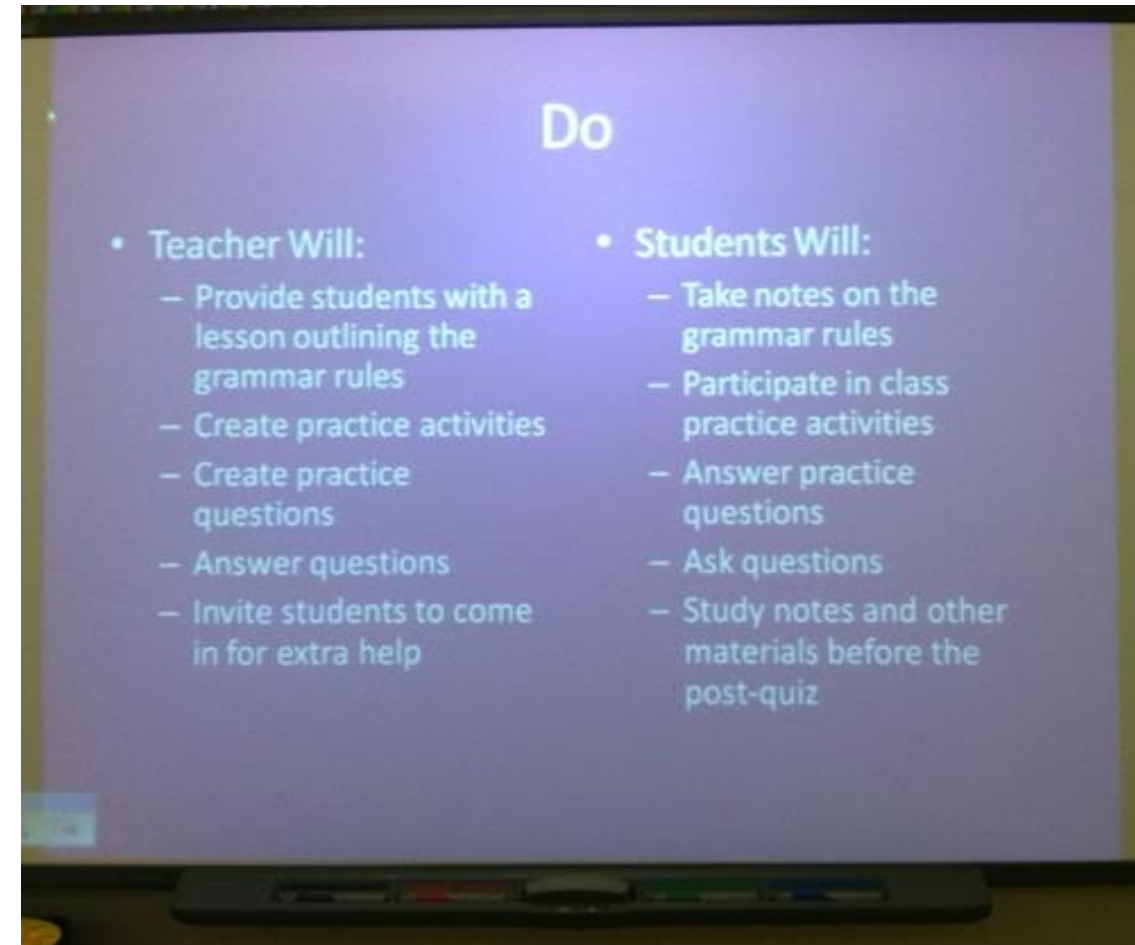 Do
• Teacher Will:
– Provide students with a
lesson outlining the
grammar rules
– Create practice activities
– Create practice
questions
– Answer questions
– Invite students to come
in for extra help
• Students Will:
– Take notes on the
grammar rules
– Participate in class
practice activities
– Answer practice
questions
– Ask questions
– Study notes and other
materials before the
post-quiz